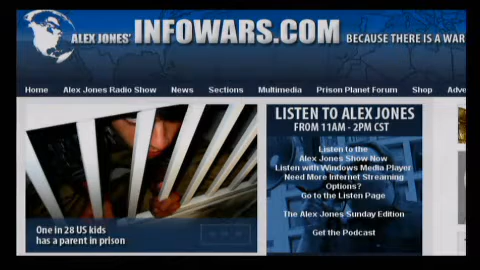 ALEX JONES' INFOWARS.COM BECAUSE THERE IS A WAR
Home Alex Jones Radio Show News Sections Multimedia Prison Planet Forum Shop Adve
LISTEN TO ALEX JONES
FROM 11AM - 2PM CST
Listen to the
Alex Jones Show Now
Listen with Windows Media Player
Need More Internet Streaming
Options?
Go to the Listen Page
The Alex Jones Sunday Edition
Get the Podcast
One in 28 US kids
has a parent in prison